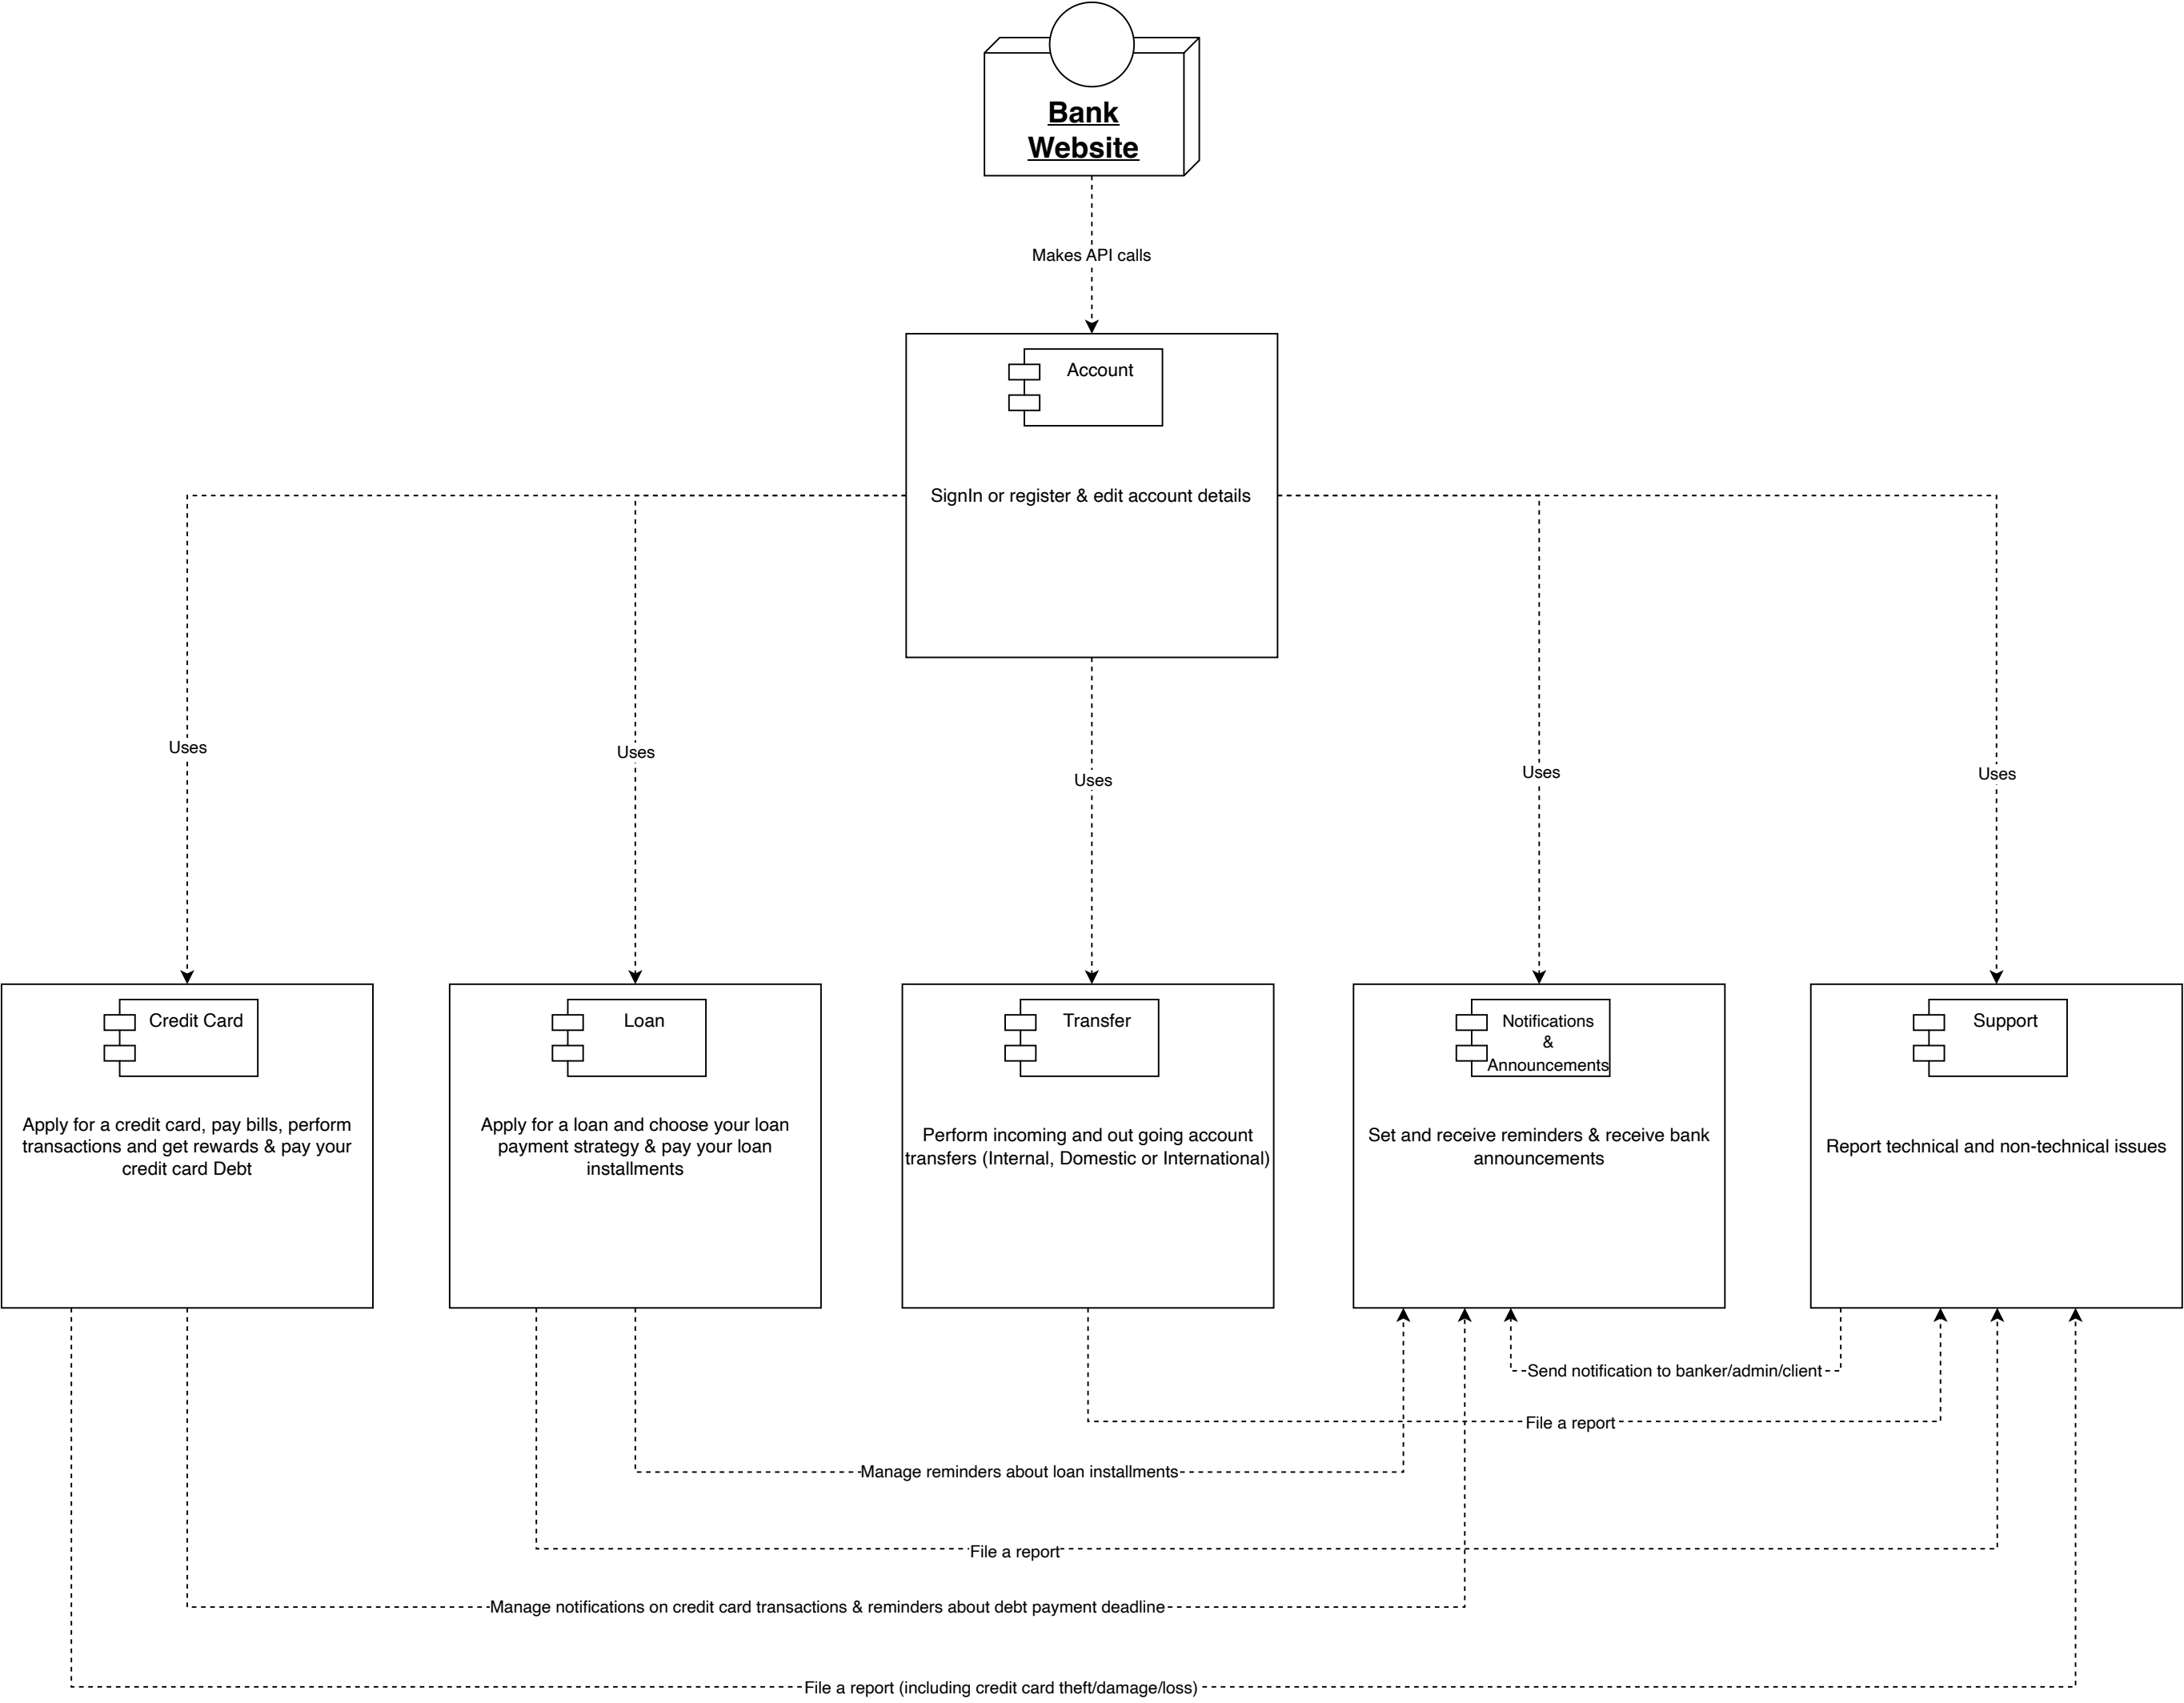 Bank
Website
Makes API calls
Account
SignIn or register & edit account details
Uses
Uses
Uses
Uses
Uses
Credit Card
Apply for a credit card, pay bills, perform
transactions and get rewards & pay your
credit card Debt
Loan
Apply for a loan and choose your loan
payment strategy & pay your loan
installments
Transfer
Perform incoming and out going account
transfers (Internal, Domestic or International)
Notifications
&
Announcements
Set and receive reminders & receive bank
announcements
Support
Report technical and non-technical issues
Send notification to banker/admin/client
File a report
Manage reminders about loan installments
File a report
Manage notifications on credit card transactions & reminders about debt payment deadline
File a report (including credit card theft/damage/loss)